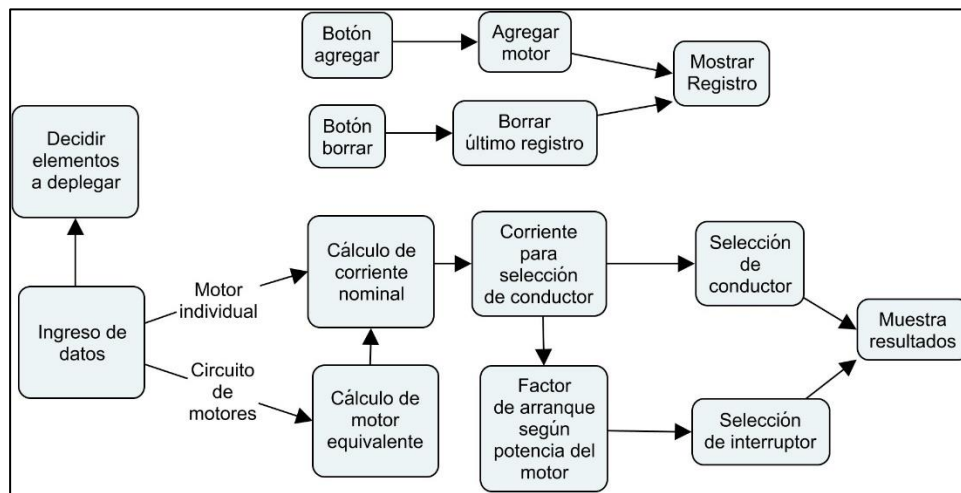 Botón
agregar
Agregar
motor
Mostrar
Registro
Botón
borrar
Borrar
último registro
Decidir
elementos
a deplegar
Ingreso de
datos
Motor
individual
Circuito
de
motores
Cálculo de
corriente
nominal
Cálculo de
motor
equivalente
Corriente
para
selección
de conductor
Factor
de arranque
según
potencia del
motor
Selección
de
conductor
Selección
de interruptor
Muestra
resultados